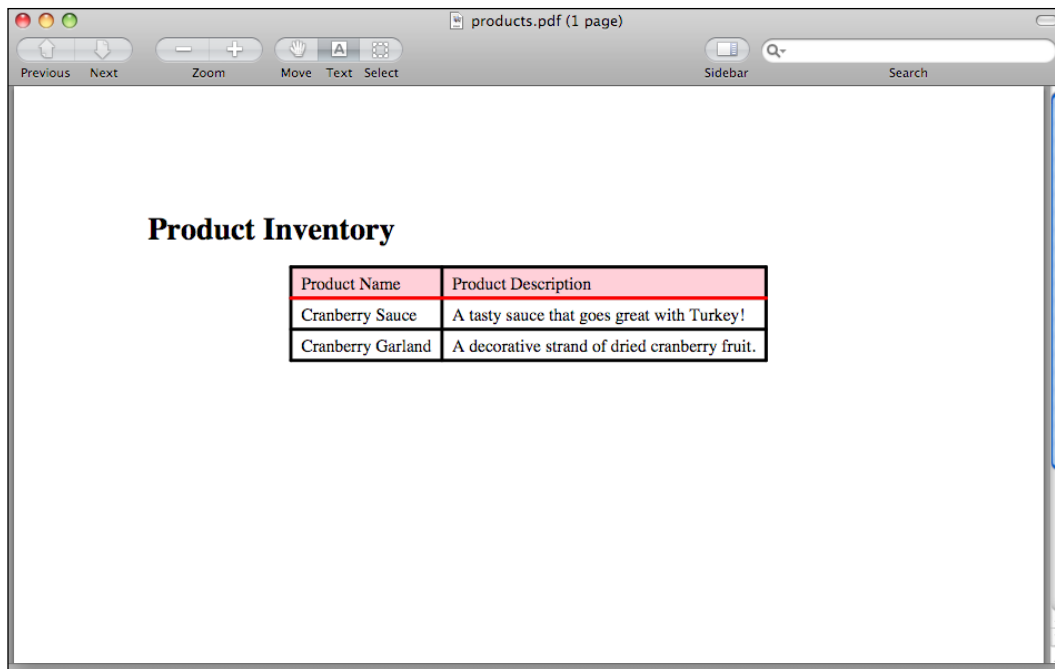 products.pdf (1 page)
Previous Next Zoom Move Text Select Sidebar Search
Product Inventory
Product Name Product Description
Cranberry Sauce A tasty sauce that goes great with Turkey!
Cranberry Garland A decorative strand of dried cranberry fruit.